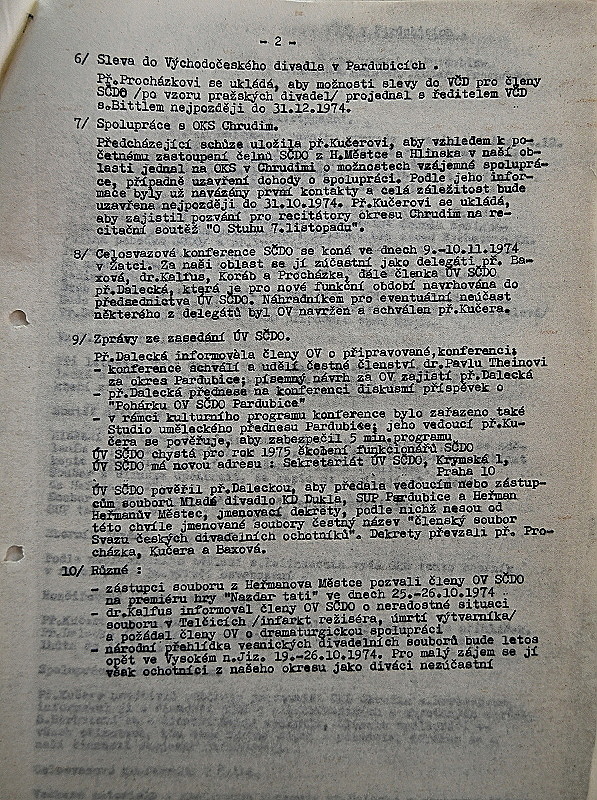 - 2 -
6/ Sleva do Východočeského divadla v Pardubicích .
Př.Procházkovi se ukládá, aby možnosti slevy do VČD pro členy
SČDO /po vzoru pražských divadel/ projednal s ředitelem VČD
s.Bittlem nejpozději do 31.12.1974.
7/ Spolupráce s OKS Chrudim.
Předcházející schůze uložila př.Kučerovi, aby vzhledem k po-
četnému zastoupení členů SČDO z H.Městce a Hlinska v naší ob-
lasti jednal na OKS v Chrudimi o možnostech vzájemné spoluprá-
ce, případně uzavření dohody o spolupráci. Podle jeho infor-
mace byly už navázány první kontakty a celá záležitost bude
uzavřena nejpozději do 31.10.1974. Př.Kučerovi se ukládá,
aby zajistil pozvání pro recitátory okresu Chrudim na re-
citační soutěž "O Stuhu 7.listopadu".
8/ Celosvazová konference SČDO se koná ve dnech 9.-10.11.1974
v Žatci. Za naši oblast se jí zúčastní jako delegáti př. Ba-
xová, dr.Kalfus, Koráb a Procházka, dále členka ÚV SČDO
př.Dalecká, která je pro nové funkční období navrhována do
předsednictva ÚV SČDO. Náhradníkem pro eventuelní neúčast
některého z delegátů byl OV navržen a schválen př.Kučera.
9/ Zprávy ze zasedání ÚV SČDO.
Př.Dalecká informovala členy OV o připravované konferenci:
- konference schválí a udělí čestné členství dr.Pavlu Theinovi
za okres Pardubice; písemný návrh za OV zajistí př.Dalecká
- př.Dalecká přednese na konferenci diskusní příspěvek o
"Pohárku OV SČDO Pardubice"
- v rámci kulturního programu konference bylo zařazeno také
Studio uměleckého přednesu Pardubice; jeho vedoucí př.Ku-
čera se pověřuje, aby zabezpečil 5 min.programu.
ÚV SČDO chystá pro rok 1975 školení funkcionářů SČDO
ÚV SČDO má novou adresu : Sekretariát ÚV SČDO, Krymská 1,
Praha 10
ÚV SČDO pověřil př.Daleckou, aby předala vedoucím nebo zástup-
cům souborů Mladé divadlo KD Dukla, SUP Pardubice a Heřman
Heřmanův Městec, jmenovací dekrety, podle nichž nesou od
této chvíle jmenované soubory čestný název "členský soubor
Svazu českých divadelních ochotníků". Dekrety převzali př. Pro-
cházka, Kučera a Baxová.
10/ Různé :
- zástupci souboru z Heřmanova Městce pozvali členy OV SČDO
na premiéru hry "Nazdar tati" ve dnech 25.-26.10.1974
- dr.Kalfus informoval členy OV SČDO o neradostné situaci
souboru v Telčicích /infarkt režiséra, úmrtí výtvarníka/
a požádal členy OV o dramaturgickou spolupráci
- národní přehlídka vesnických divadelních souborů bude letos
opět ve Vysokém n.Jiz. 19.-26.10.1974. Pro malý zájem se jí
však ochotníci z našeho okresu jako diváci nezúčastní